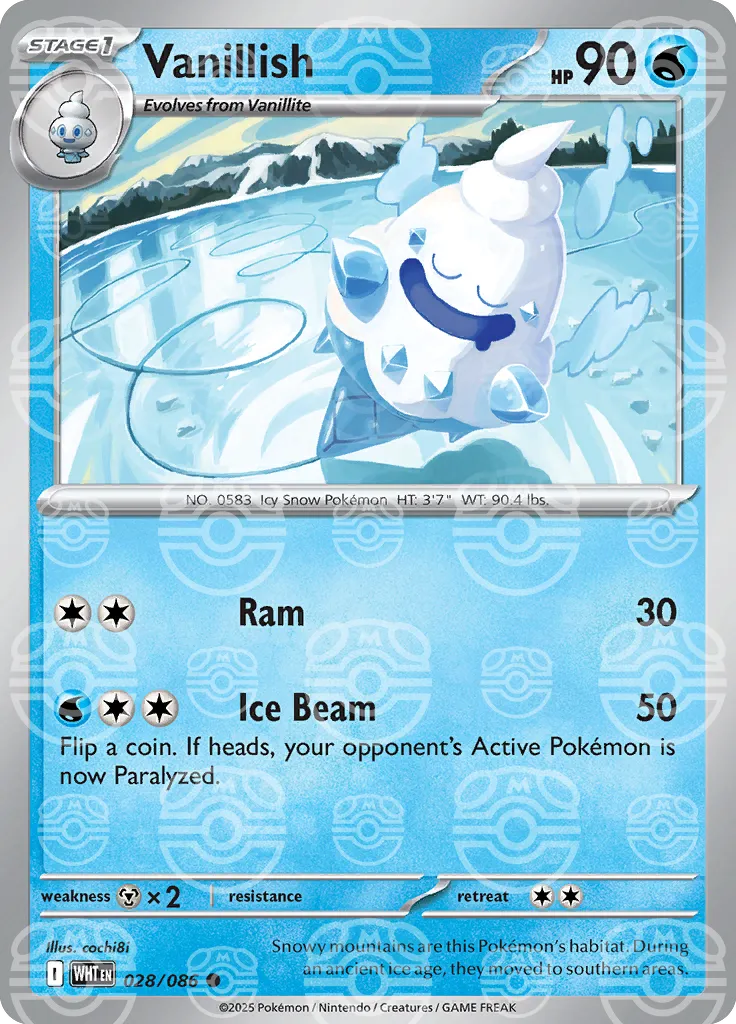 STAGE1
Vanillish
HP 90
Evolves from Vanillite
NO. 0583 Icy Snow Pokémon HT: 3'7" WT: 90.4 lbs.
Ram 30
Ice Beam 50
Flip a coin. If heads, your opponent's Active Pokémon is
now Paralyzed.
weakness ×2 resistance retreat
illus. cochi8i
Snowy mountains are this Pokémon's habitat. During
an ancient ice age, they moved to southern areas.
I WHT EN 028/086
©2025 Pokémon / Nintendo / Creatures / GAME FREAK